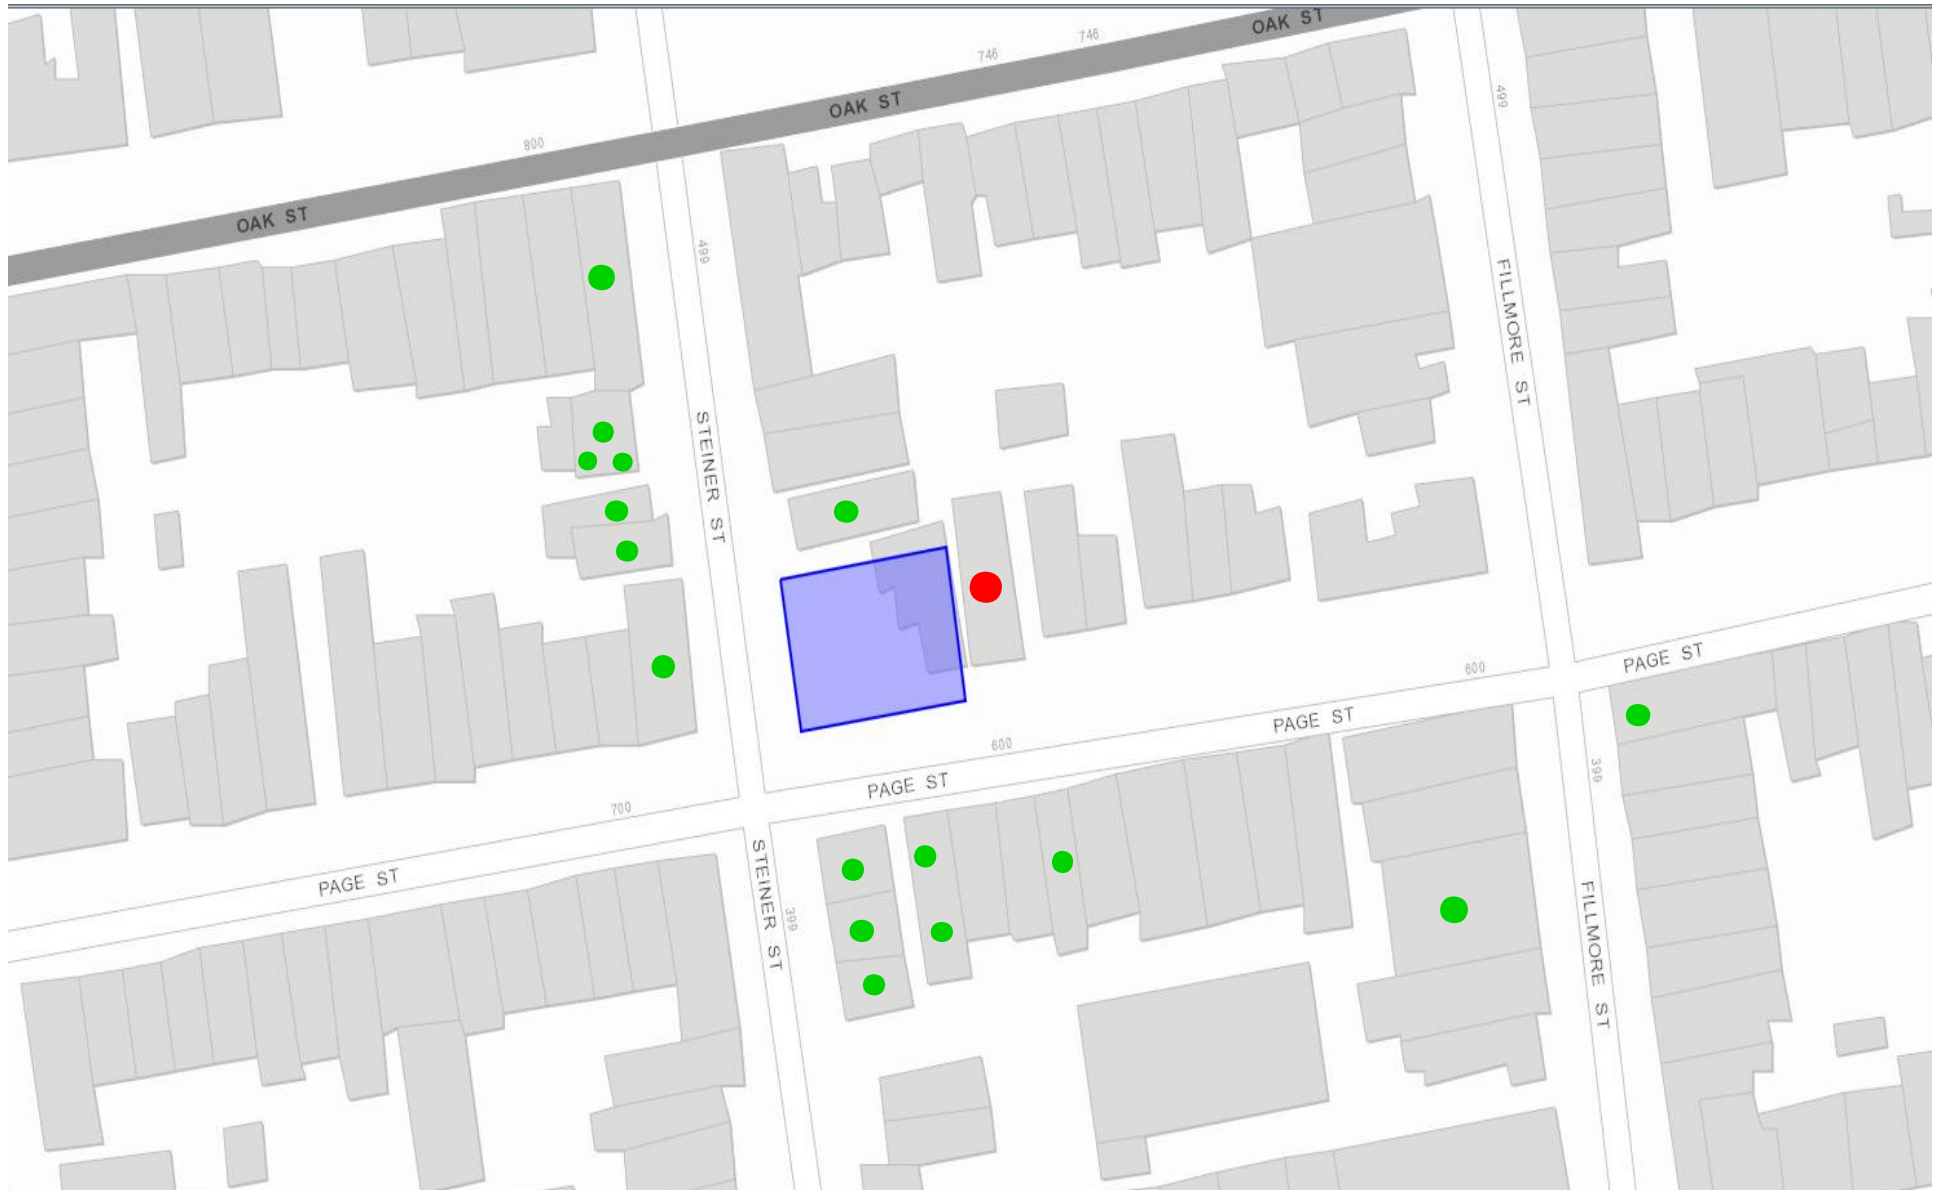 OAK ST
746
746
OAK ST
800
499
OAK ST
499
FILLMORE ST
STEINER ST
PAGE ST
600
PAGE ST
600
399
PAGE ST
700
STEINER ST
PAGE ST
399
FILLMORE ST